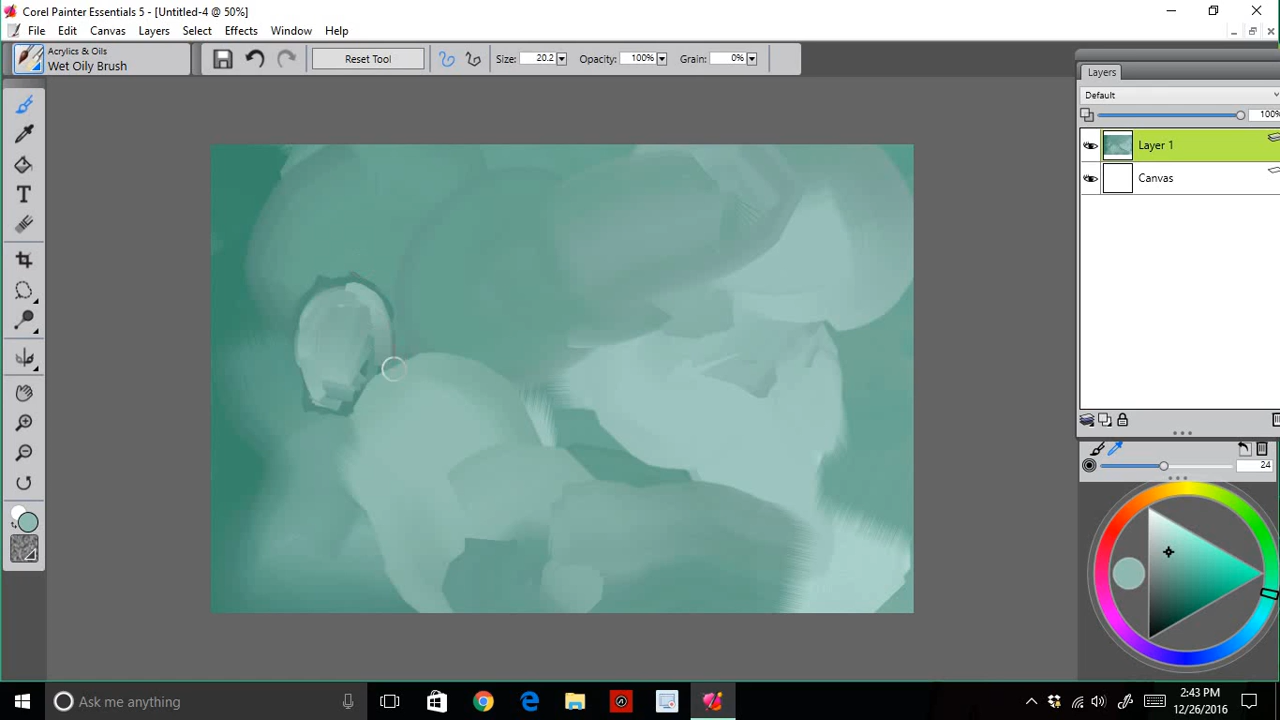 Corel Painter Essentials 5 - [Untitled-4 @ 50%]
File Edit Canvas Layers Select Effects Window Help
Acrylics & Oils
Wet Oily Brush
Reset Tool
Size: 20.2
Opacity: 100%
Grain: 0%
Layers
Default
100%
Layer 1
Canvas
24
T
Ask me anything
2:43 PM
12/26/2016